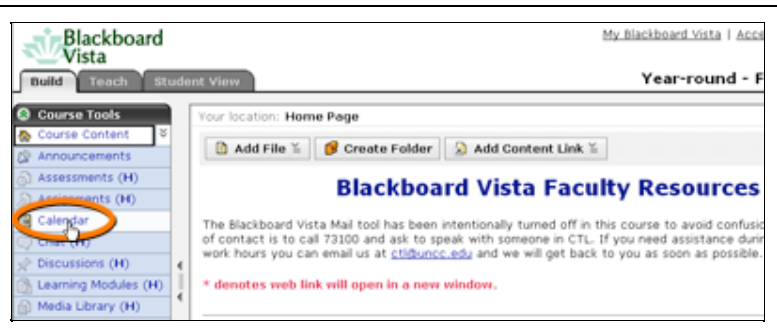 Blackboard
Vista
My Blackboard Vista | Acce
Build Teach Student View
Year-round - F
Course Tools
Course Content
Announcements
Assessments (H)
Assignments (H)
Calendar
Chat (H)
Discussions (H)
Learning Modules (H)
Media Library (H)
Your location: Home Page
Add File Create Folder Add Content Link
Blackboard Vista Faculty Resources
The Blackboard Vista Mail tool has been intentionally turned off in this course to avoid confusio
of contact is to call 73100 and ask to speak with someone in CTL. If you need assistance durin
work hours you can email us at ctl@uncc.edu and we will get back to you as soon as possible.
* denotes web link will open in a new window.